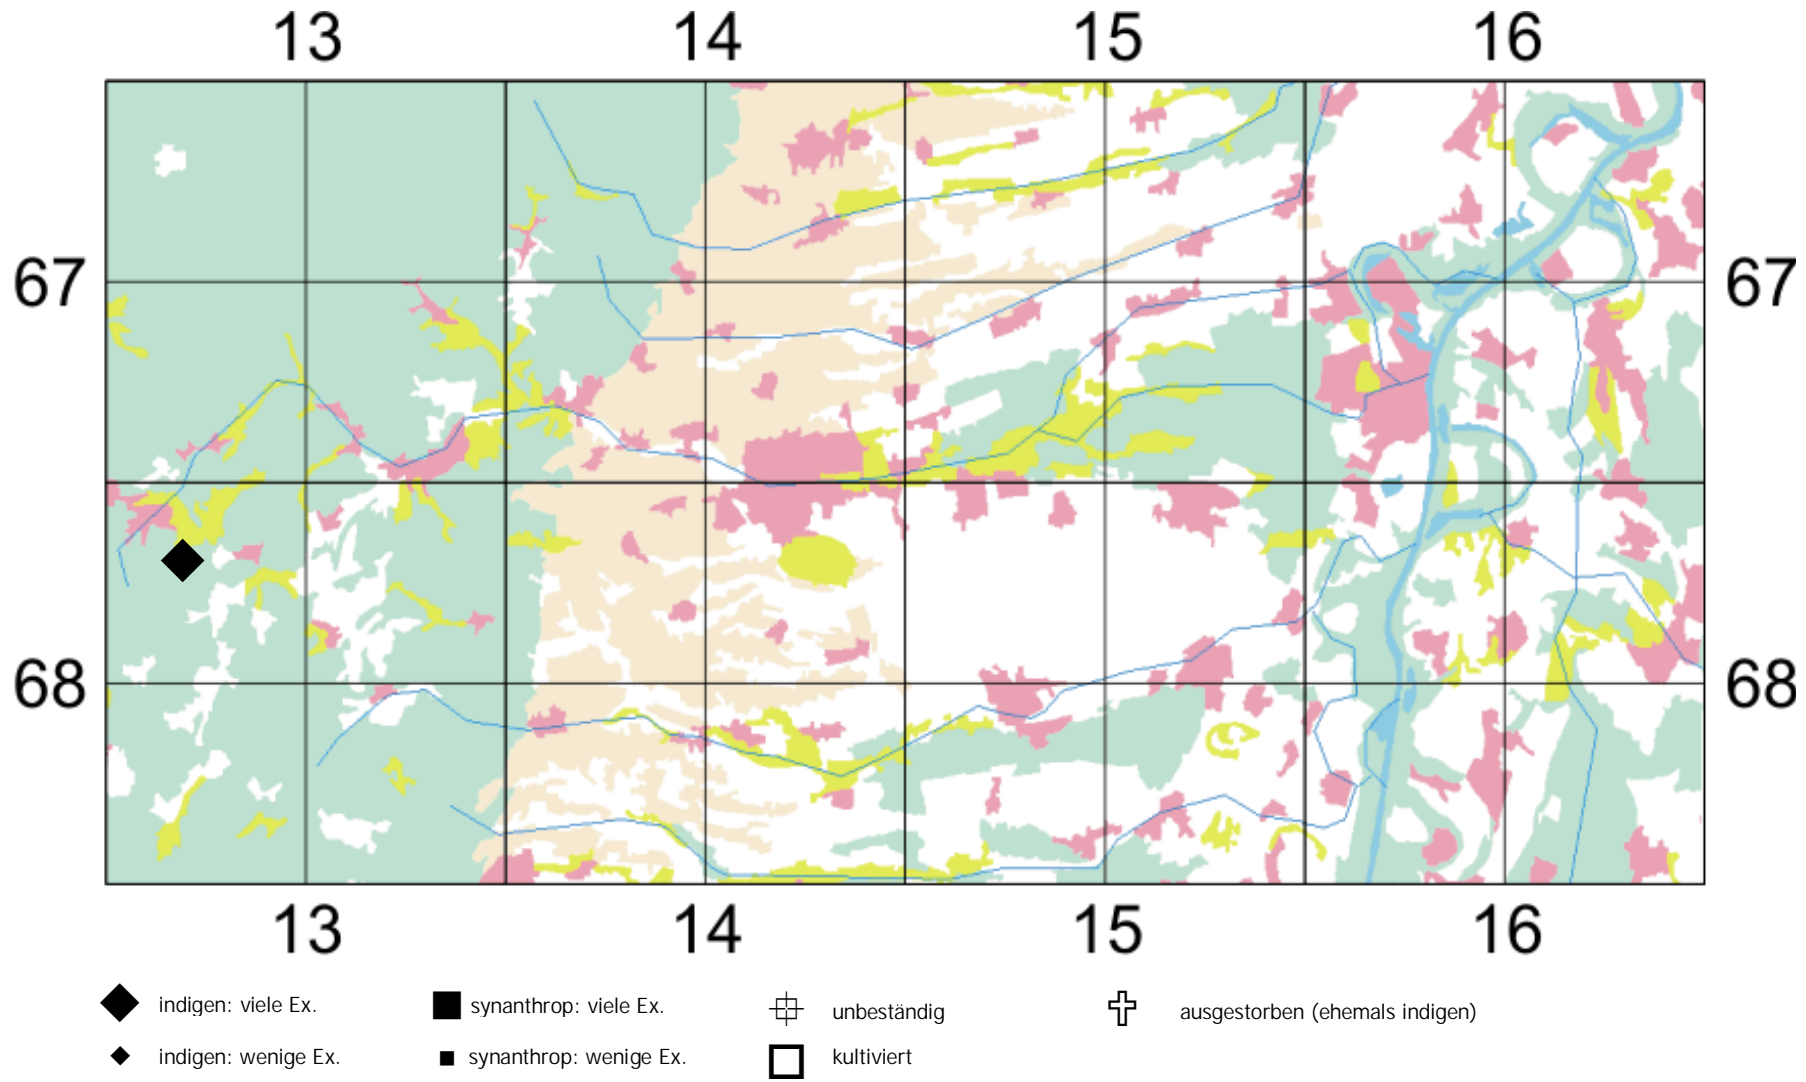 13 14 15 16
67 67
68 68
13 14 15 16
indigen: viele Ex. synanthrop: viele Ex. unbeständig ausgestorben (ehemals indigen)
indigen: wenige Ex. synanthrop: wenige Ex. kultiviert